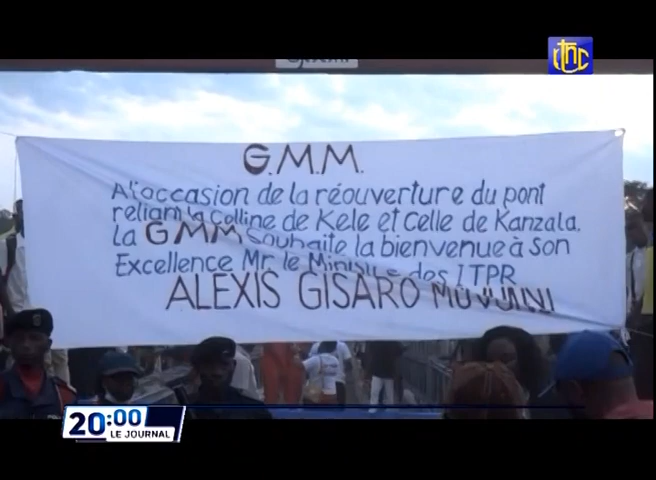 rtnc
G.M.M.
A l'occasion de la réouverture du pont
reliant la Colline de Kele et celle de Kanzala,
la GMM souhaite la bienvenue à son
Excellence Mr. le Ministre des ITPR
ALEXIS GISARO MUVUNI
20:00
LE JOURNAL